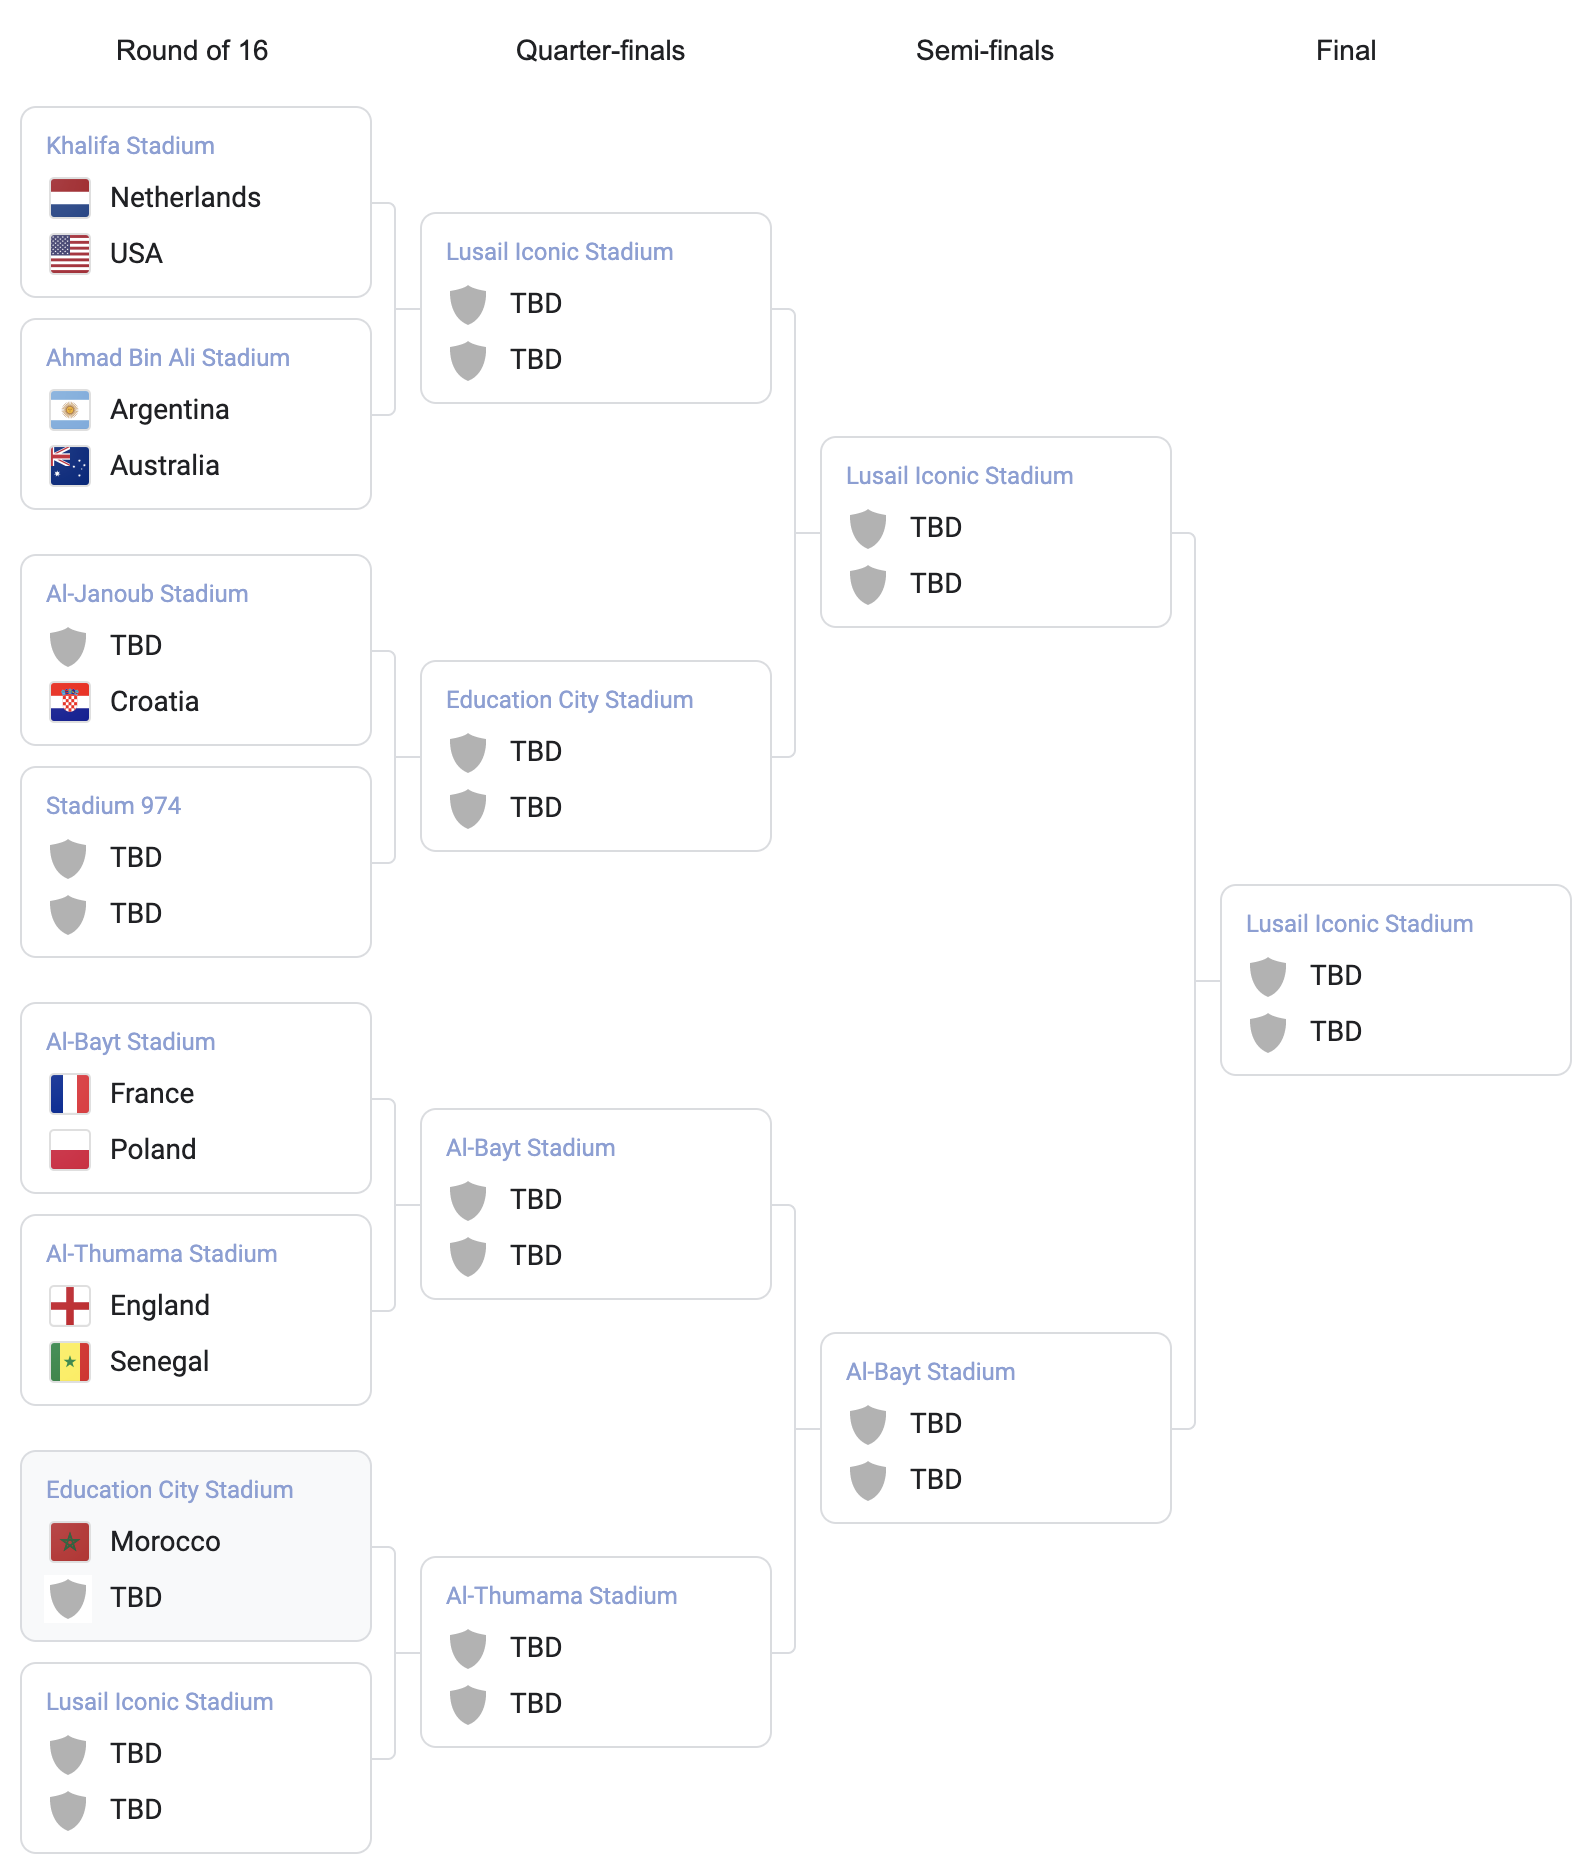 Round of 16
Quarter-finals
Semi-finals
Final
Khalifa Stadium
Netherlands
USA
Ahmad Bin Ali Stadium
Argentina
Australia
Al-Janoub Stadium
TBD
Croatia
Stadium 974
TBD
TBD
Al-Bayt Stadium
France
Poland
Al-Thumama Stadium
England
Senegal
Education City Stadium
Morocco
TBD
Lusail Iconic Stadium
TBD
TBD
Lusail Iconic Stadium
TBD
TBD
Education City Stadium
TBD
TBD
Al-Bayt Stadium
TBD
TBD
Al-Thumama Stadium
TBD
TBD
Lusail Iconic Stadium
TBD
TBD
Al-Bayt Stadium
TBD
TBD
Lusail Iconic Stadium
TBD
TBD